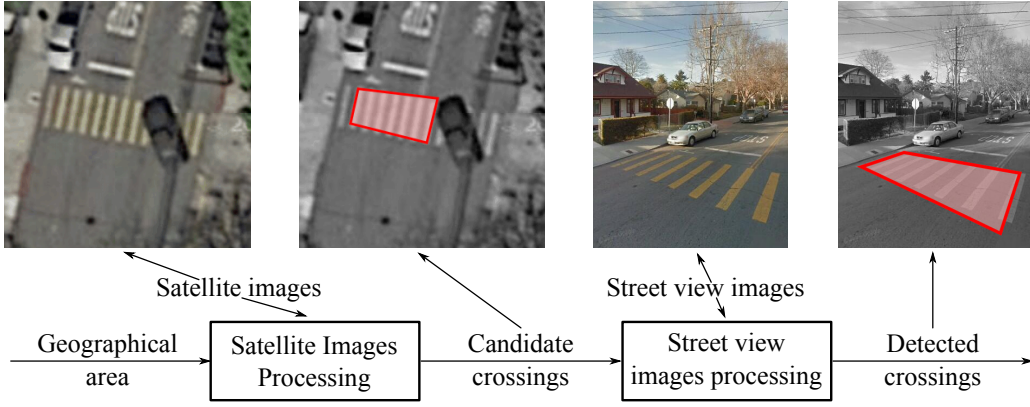 Satellite images
Street view images
Geographical
area
Satellite Images
Processing
Candidate
crossings
Street view
images processing
Detected
crossings